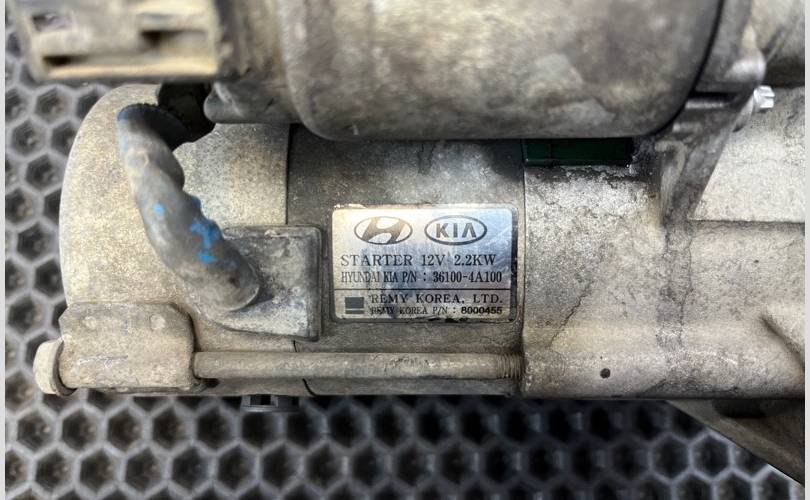 KIA
STARTER 12V 2.2KW
HYUNDAI KIA P/N : 36100-4A100
REMY KOREA, LTD.
REMY KOREA P/N : 8000455